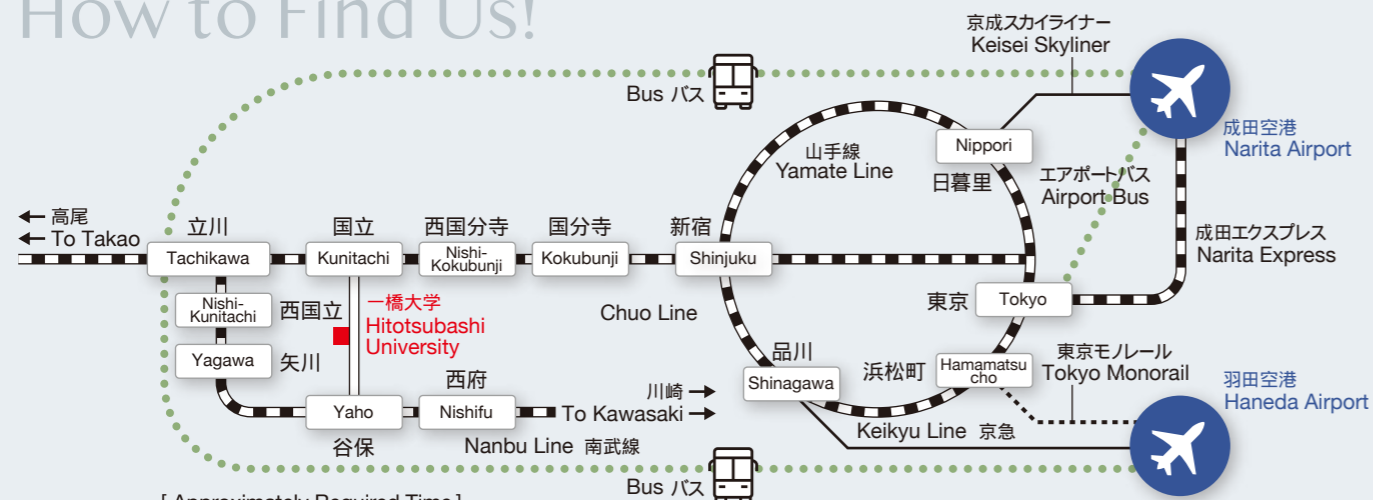 How to Find Us!
京成スカイライナー
Keisei Skyliner
Bus バス
成田空港
Narita Airport
山手線
Yamate Line
Nippori
日暮里
エアポートバス
Airport Bus
← 高尾
← To Takao
立川
国立
西国分寺
国分寺
新宿
Tachikawa
Kunitachi
Nishi-
Kokubunji
Kokubunji
Shinjuku
成田エクスプレス
Narita Express
Nishi-
Kunitachi
西国立
一橋大学
Hitotsubashi
University
Chuo Line
東京
Tokyo
Yagawa
矢川
西府
品川
Shinagawa
浜松町
Hamamatsu
cho
東京モノレール
Tokyo Monorail
羽田空港
Haneda Airport
川崎 →
To Kawasaki →
Yaho
Nishifu
谷保
Nanbu Line 南武線
Keikyu Line 京急
Bus バス
[ Approximately Required Time ]